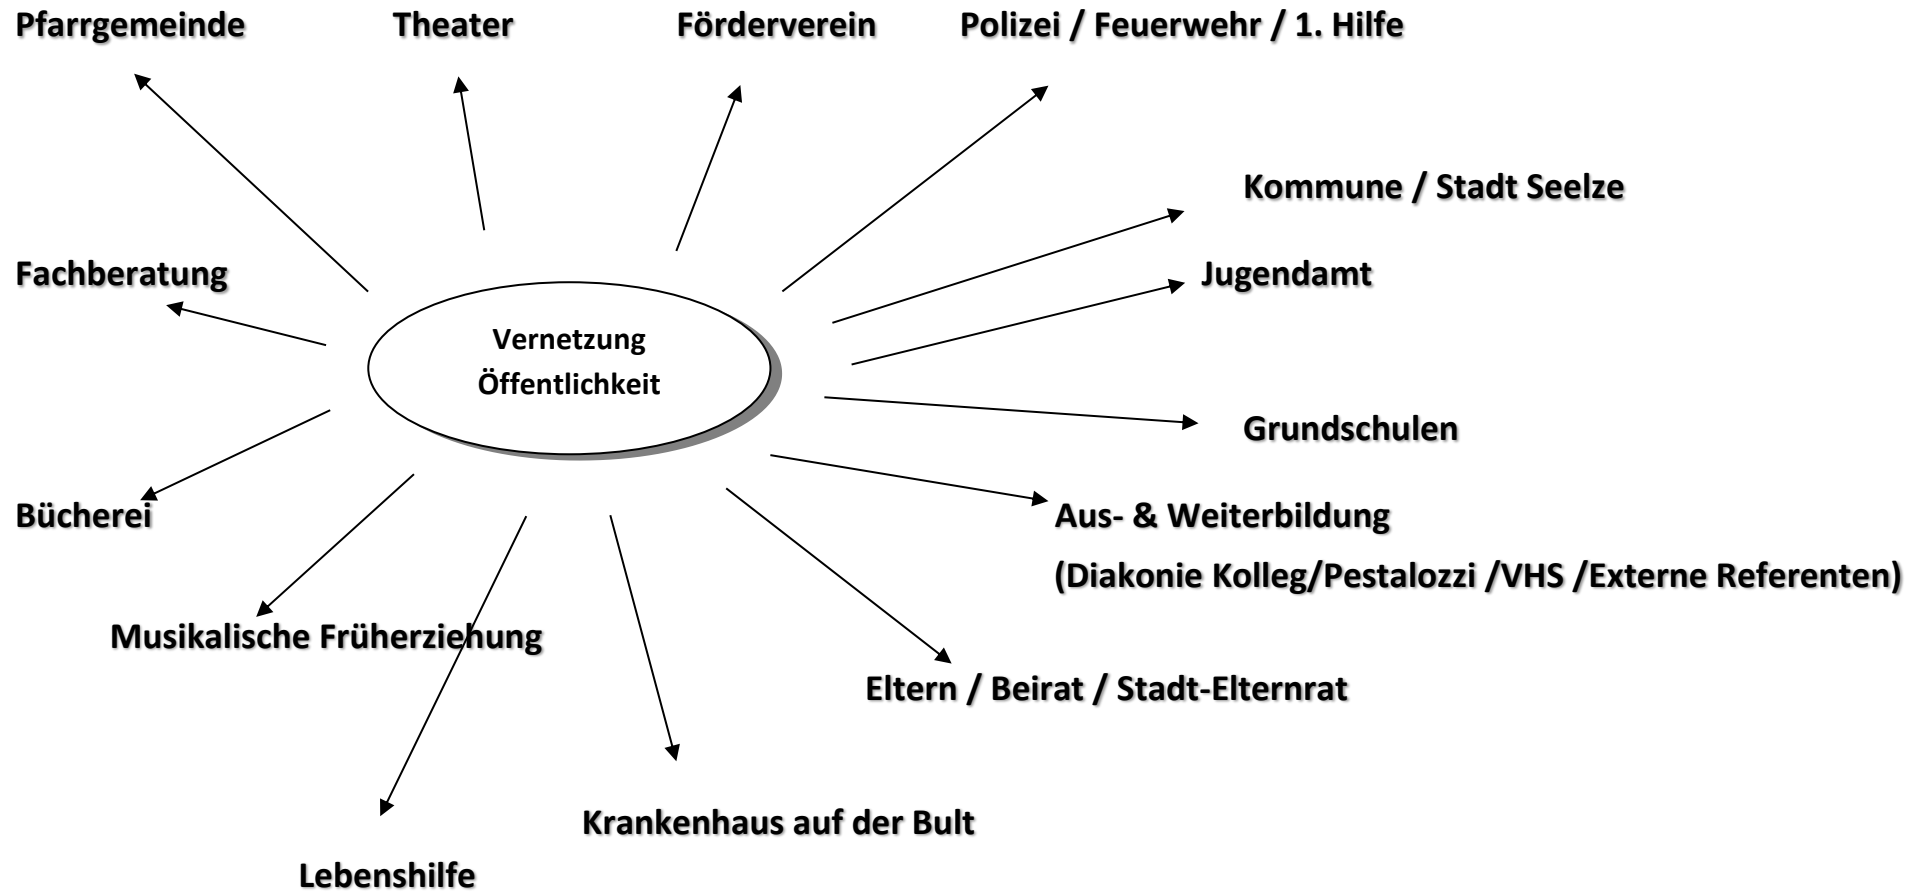 Pfarrgemeinde
Theater
Förderverein
Polizei / Feuerwehr / 1. Hilfe
Kommune / Stadt Seelze
Fachberatung
Jugendamt
Vernetzung
Öffentlichkeit
Grundschulen
Bücherei
Aus- & Weiterbildung
(Diakonie Kolleg/Pestalozzi /VHS /Externe Referenten)
Musikalische Früherziehung
Eltern / Beirat / Stadt-Elternrat
Krankenhaus auf der Bult
Lebenshilfe